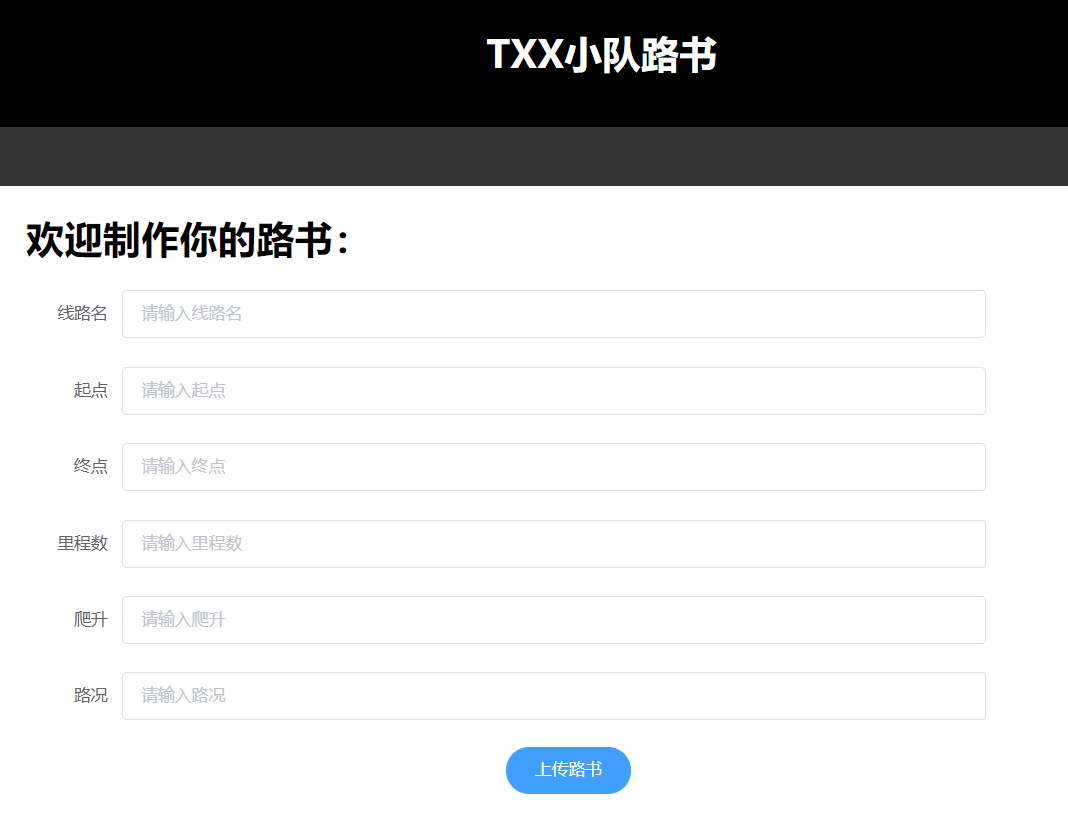 TXX小队路书
欢迎制作你的路书：
线路名 请输入线路名
起点 请输入起点
终点 请输入终点
里程数 请输入里程数
爬升 请输入爬升
路况 请输入路况
上传路书